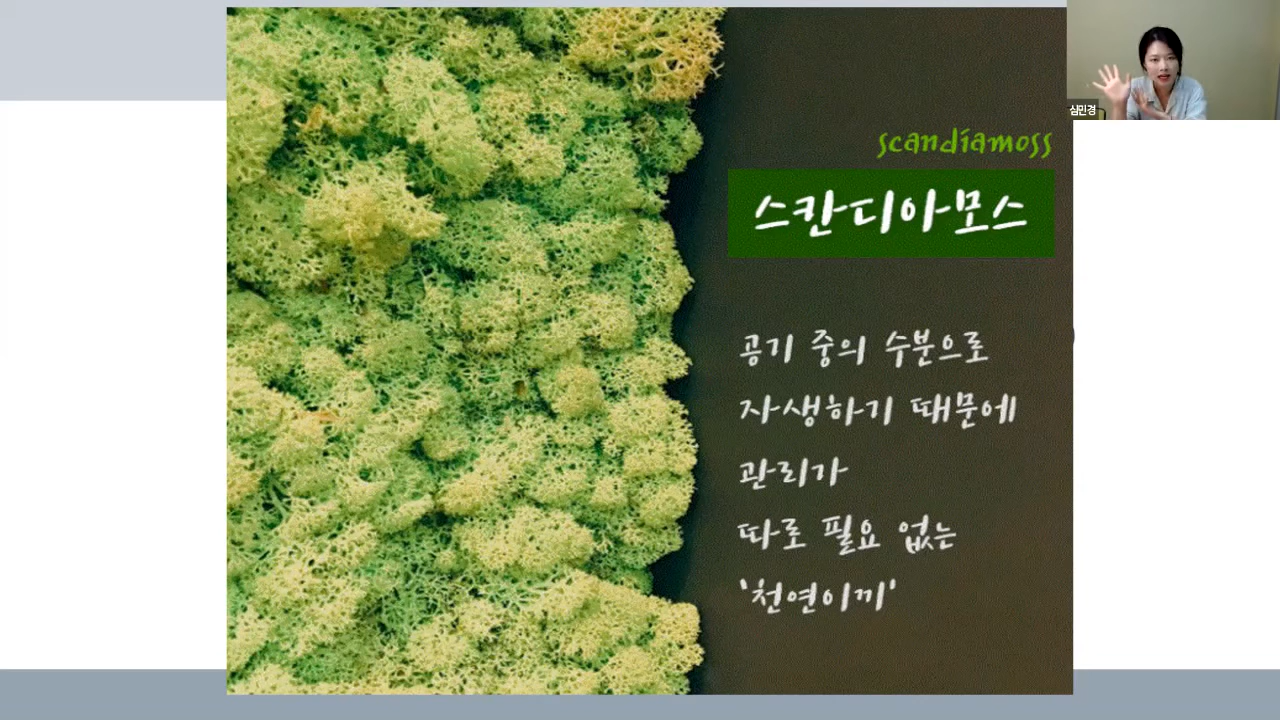 scandiamoss
스칸디아모스
공기 중의 수분으로
자생하기 때문에
관리가
따로 필요 없는
'천연이끼'
심민경